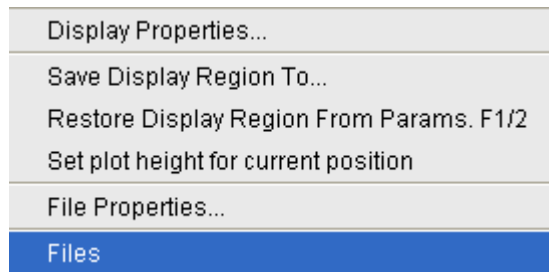 Display Properties...
Save Display Region To...
Restore Display Region From Params. F1/2
Set plot height for current position
File Properties...
Files